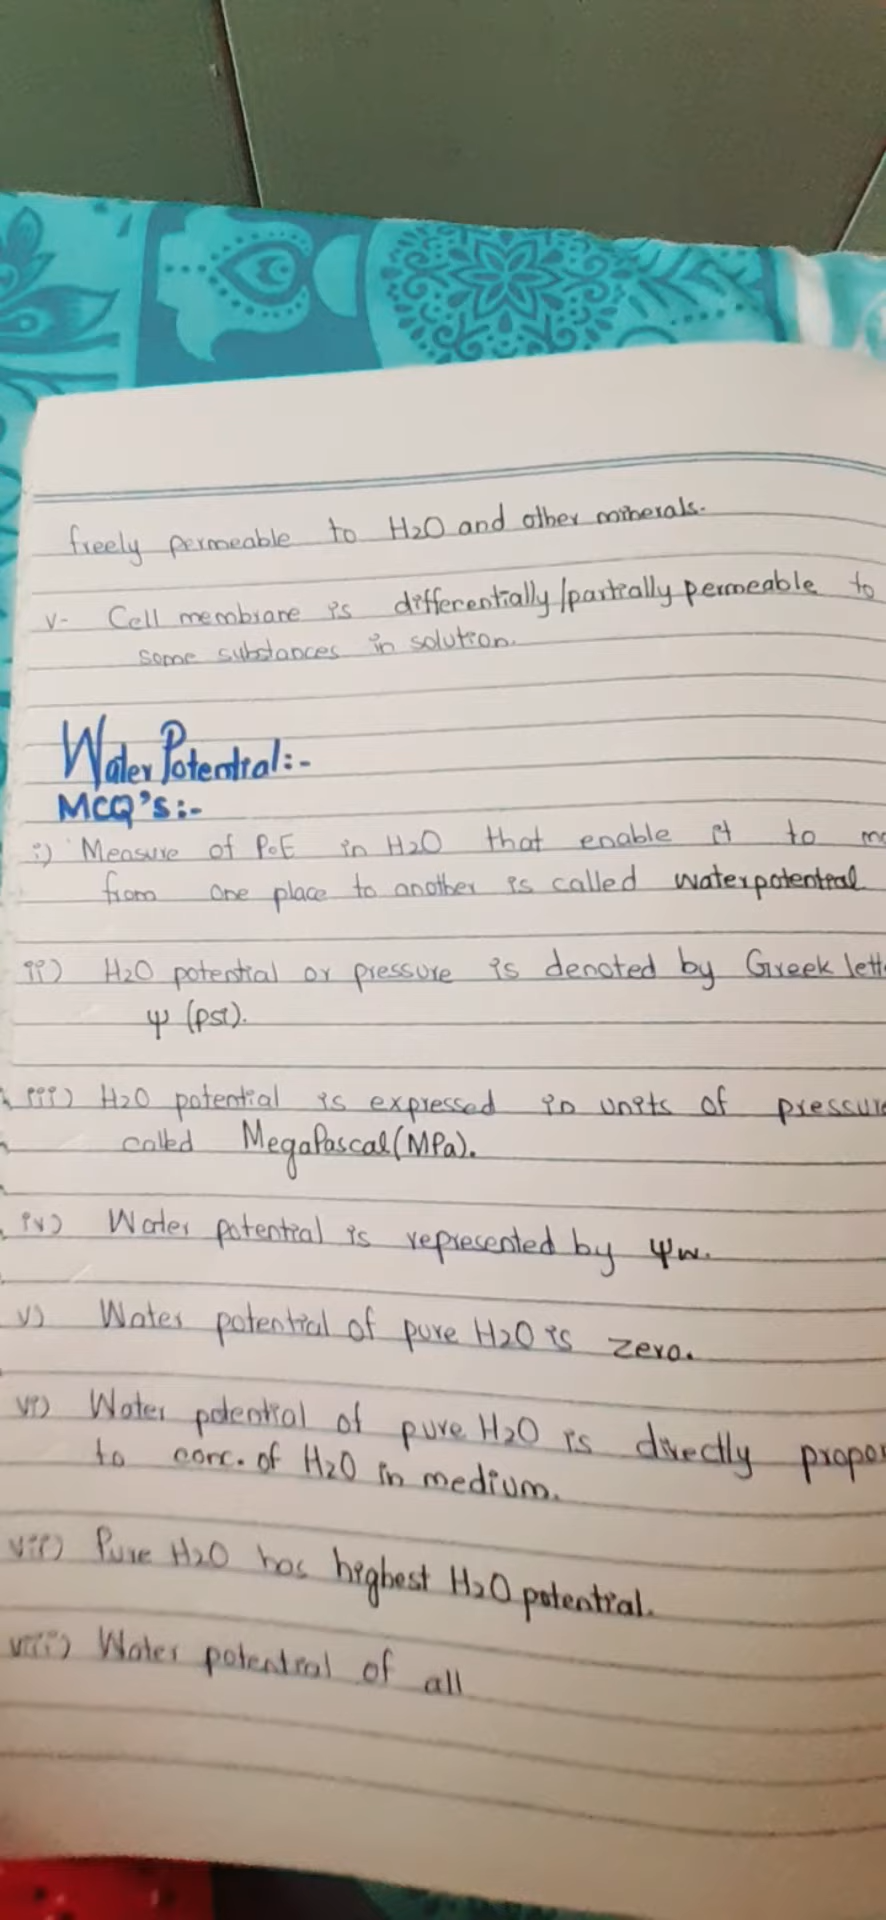 freely permeable to H2O and other minerals.
v- Cell membrane is differentially/partially permeable to
some substances in solution.
Water Potential:-
MCQ's:-
i) Measure of P.E in H2O that enable it to
from one place to another is called waterpotential
ii) H2O potential or pressure is denoted by Greek lett
ψ (psi).
iii) H2O potential is expressed in units of pressure
called MegaPascal (MPa).
iv) Water potential is represented by ψw.
v) Water potential of pure H2O is zero.
vi) Water potential of pure H2O is directly propor
to conc. of H2O in medium.
vii) Pure H2O has highest H2O potential.
viii) Water potential of all